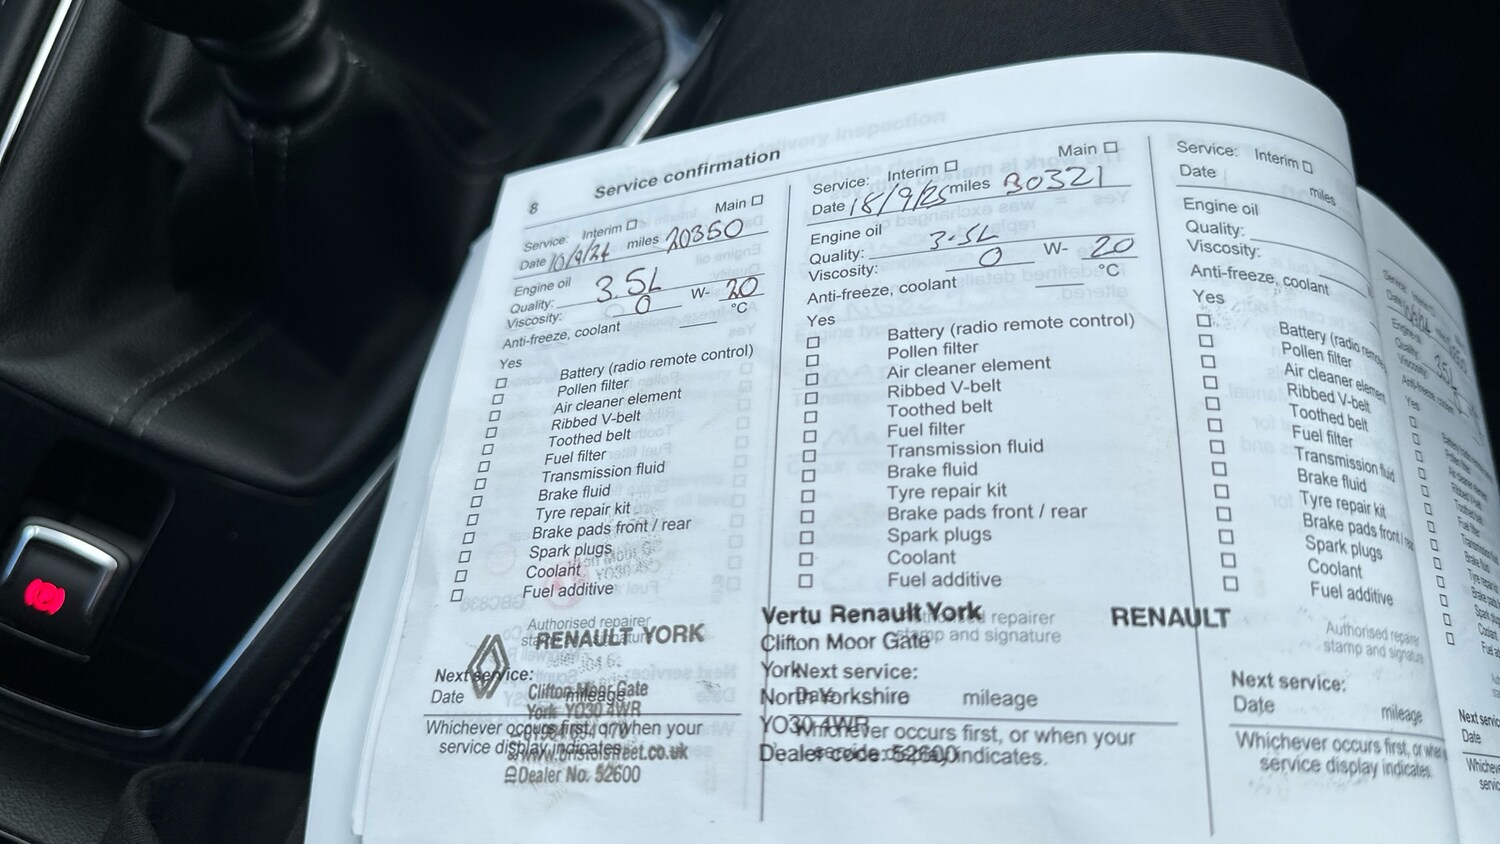 8
Service confirmation
Service: Interim Main
Date 10/9/24 miles 20350
Engine oil
Quality: 3.5L
Viscosity: 0 W- 20
Anti-freeze, coolant °C
Yes
Battery (radio remote control)
Pollen filter
Air cleaner element
Ribbed V-belt
Toothed belt
Fuel filter
Transmission fluid
Brake fluid
Tyre repair kit
Brake pads front / rear
Spark plugs
Coolant
Fuel additive
Authorised repairer
RENAULT YORK
Next service:
Date mileage
Clifton Moor Gate
York YO30 4WR
Whichever occurs first, or when your
service display indicates.
Dealer No. 52600
Service: Interim Main
Date 18/9/25 miles 30321
Engine oil
Quality: 3.5L
Viscosity: 0 W- 20
Anti-freeze, coolant °C
Yes
Battery (radio remote control)
Pollen filter
Air cleaner element
Ribbed V-belt
Toothed belt
Fuel filter
Transmission fluid
Brake fluid
Tyre repair kit
Brake pads front / rear
Spark plugs
Coolant
Fuel additive
Vertu Renault York RENAULT
repairer
Clifton Moor Gate
stamp and signature
York
Next service:
North Yorkshire
Date mileage
YO30 4WR
Whichever occurs first, or when your
Dealer code: 52600
indicates.
Service: Interim
Date miles
Engine oil
Quality:
Viscosity:
Anti-freeze, coolant
Yes
Battery (radio
Pollen filter
Air cleaner
Ribbed V-belt
Toothed belt
Fuel filter
Transmission fluid
Brake fluid
Tyre repair kit
Brake pads front
Spark plugs
Coolant
Fuel additive
Authorised
stamp and
Next service:
Date mileage
Whichever occurs first, or
service display indicates.